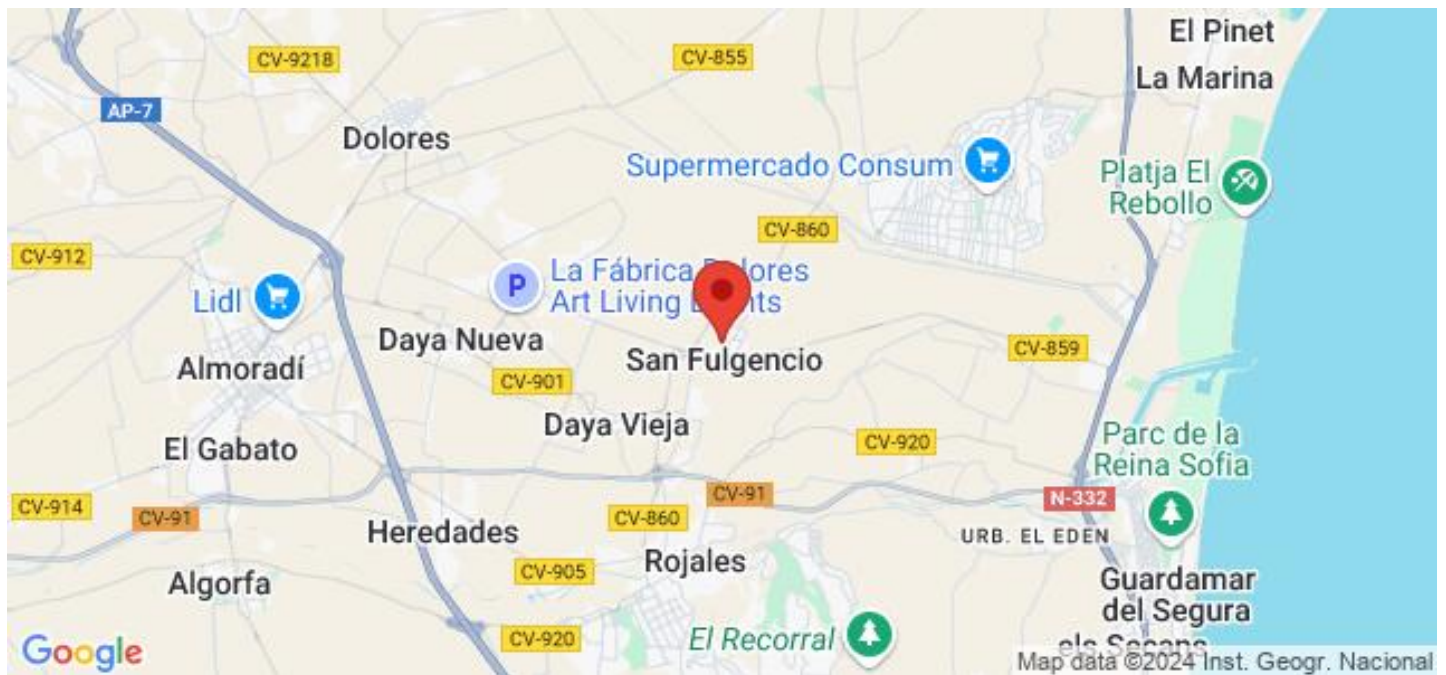 El Pinet
CV-9218
CV-855
La Marina
AP-7
Dolores
Supermercado Consum
Platja El
Rebollo
CV-860
CV-912
La Fábrica Dolores
Art Living Events
P
Lidl
Daya Nueva
San Fulgencio
CV-859
Almoradí
CV-901
Daya Vieja
CV-920
Parc de la
Reina Sofia
El Gabato
CV-91
N-332
CV-914
CV-91
CV-860
Heredades
URB. EL EDEN
Rojales
CV-905
Algorfa
Guardamar
del Segura
CV-920
El Recorral
els Secans
Google
Map data ©2024 Inst. Geogr. Nacional